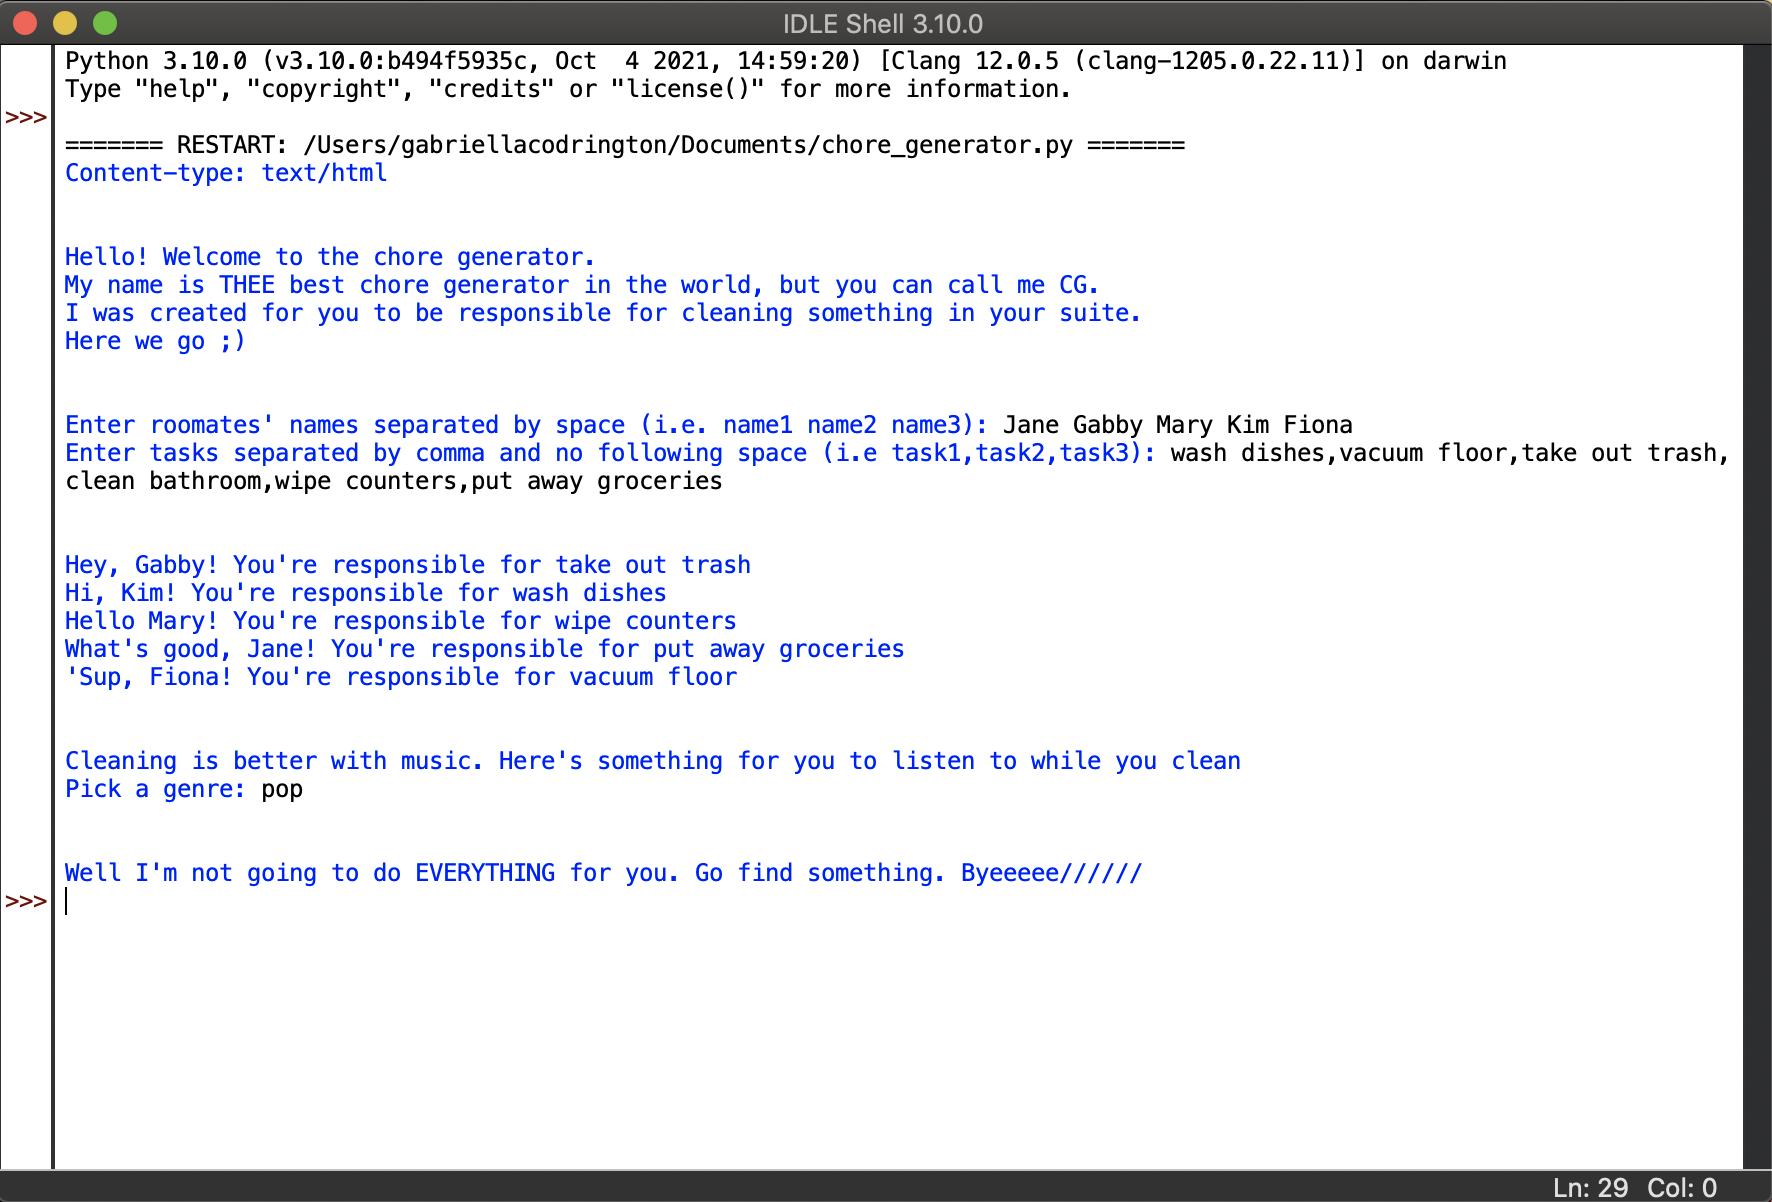 IDLE Shell 3.10.0
Python 3.10.0 (v3.10.0:b494f5935c, Oct  4 2021, 14:59:20) [Clang 12.0.5 (clang-1205.0.22.11)] on darwin
Type "help", "copyright", "credits" or "license()" for more information.
>>>
======= RESTART: /Users/gabriellacodrington/Documents/chore_generator.py =======
Content-type: text/html
Hello! Welcome to the chore generator.
My name is THEE best chore generator in the world, but you can call me CG.
I was created for you to be responsible for cleaning something in your suite.
Here we go ;)
Enter roomates' names separated by space (i.e. name1 name2 name3): Jane Gabby Mary Kim Fiona
Enter tasks separated by comma and no following space (i.e task1,task2,task3): wash dishes,vacuum floor,take out trash,
clean bathroom,wipe counters,put away groceries
Hey, Gabby! You're responsible for take out trash
Hi, Kim! You're responsible for wash dishes
Hello Mary! You're responsible for wipe counters
What's good, Jane! You're responsible for put away groceries
'Sup, Fiona! You're responsible for vacuum floor
Cleaning is better with music. Here's something for you to listen to while you clean
Pick a genre: pop
Well I'm not going to do EVERYTHING for you. Go find something. Byeeeee//////
>>>
Ln: 29 Col: 0